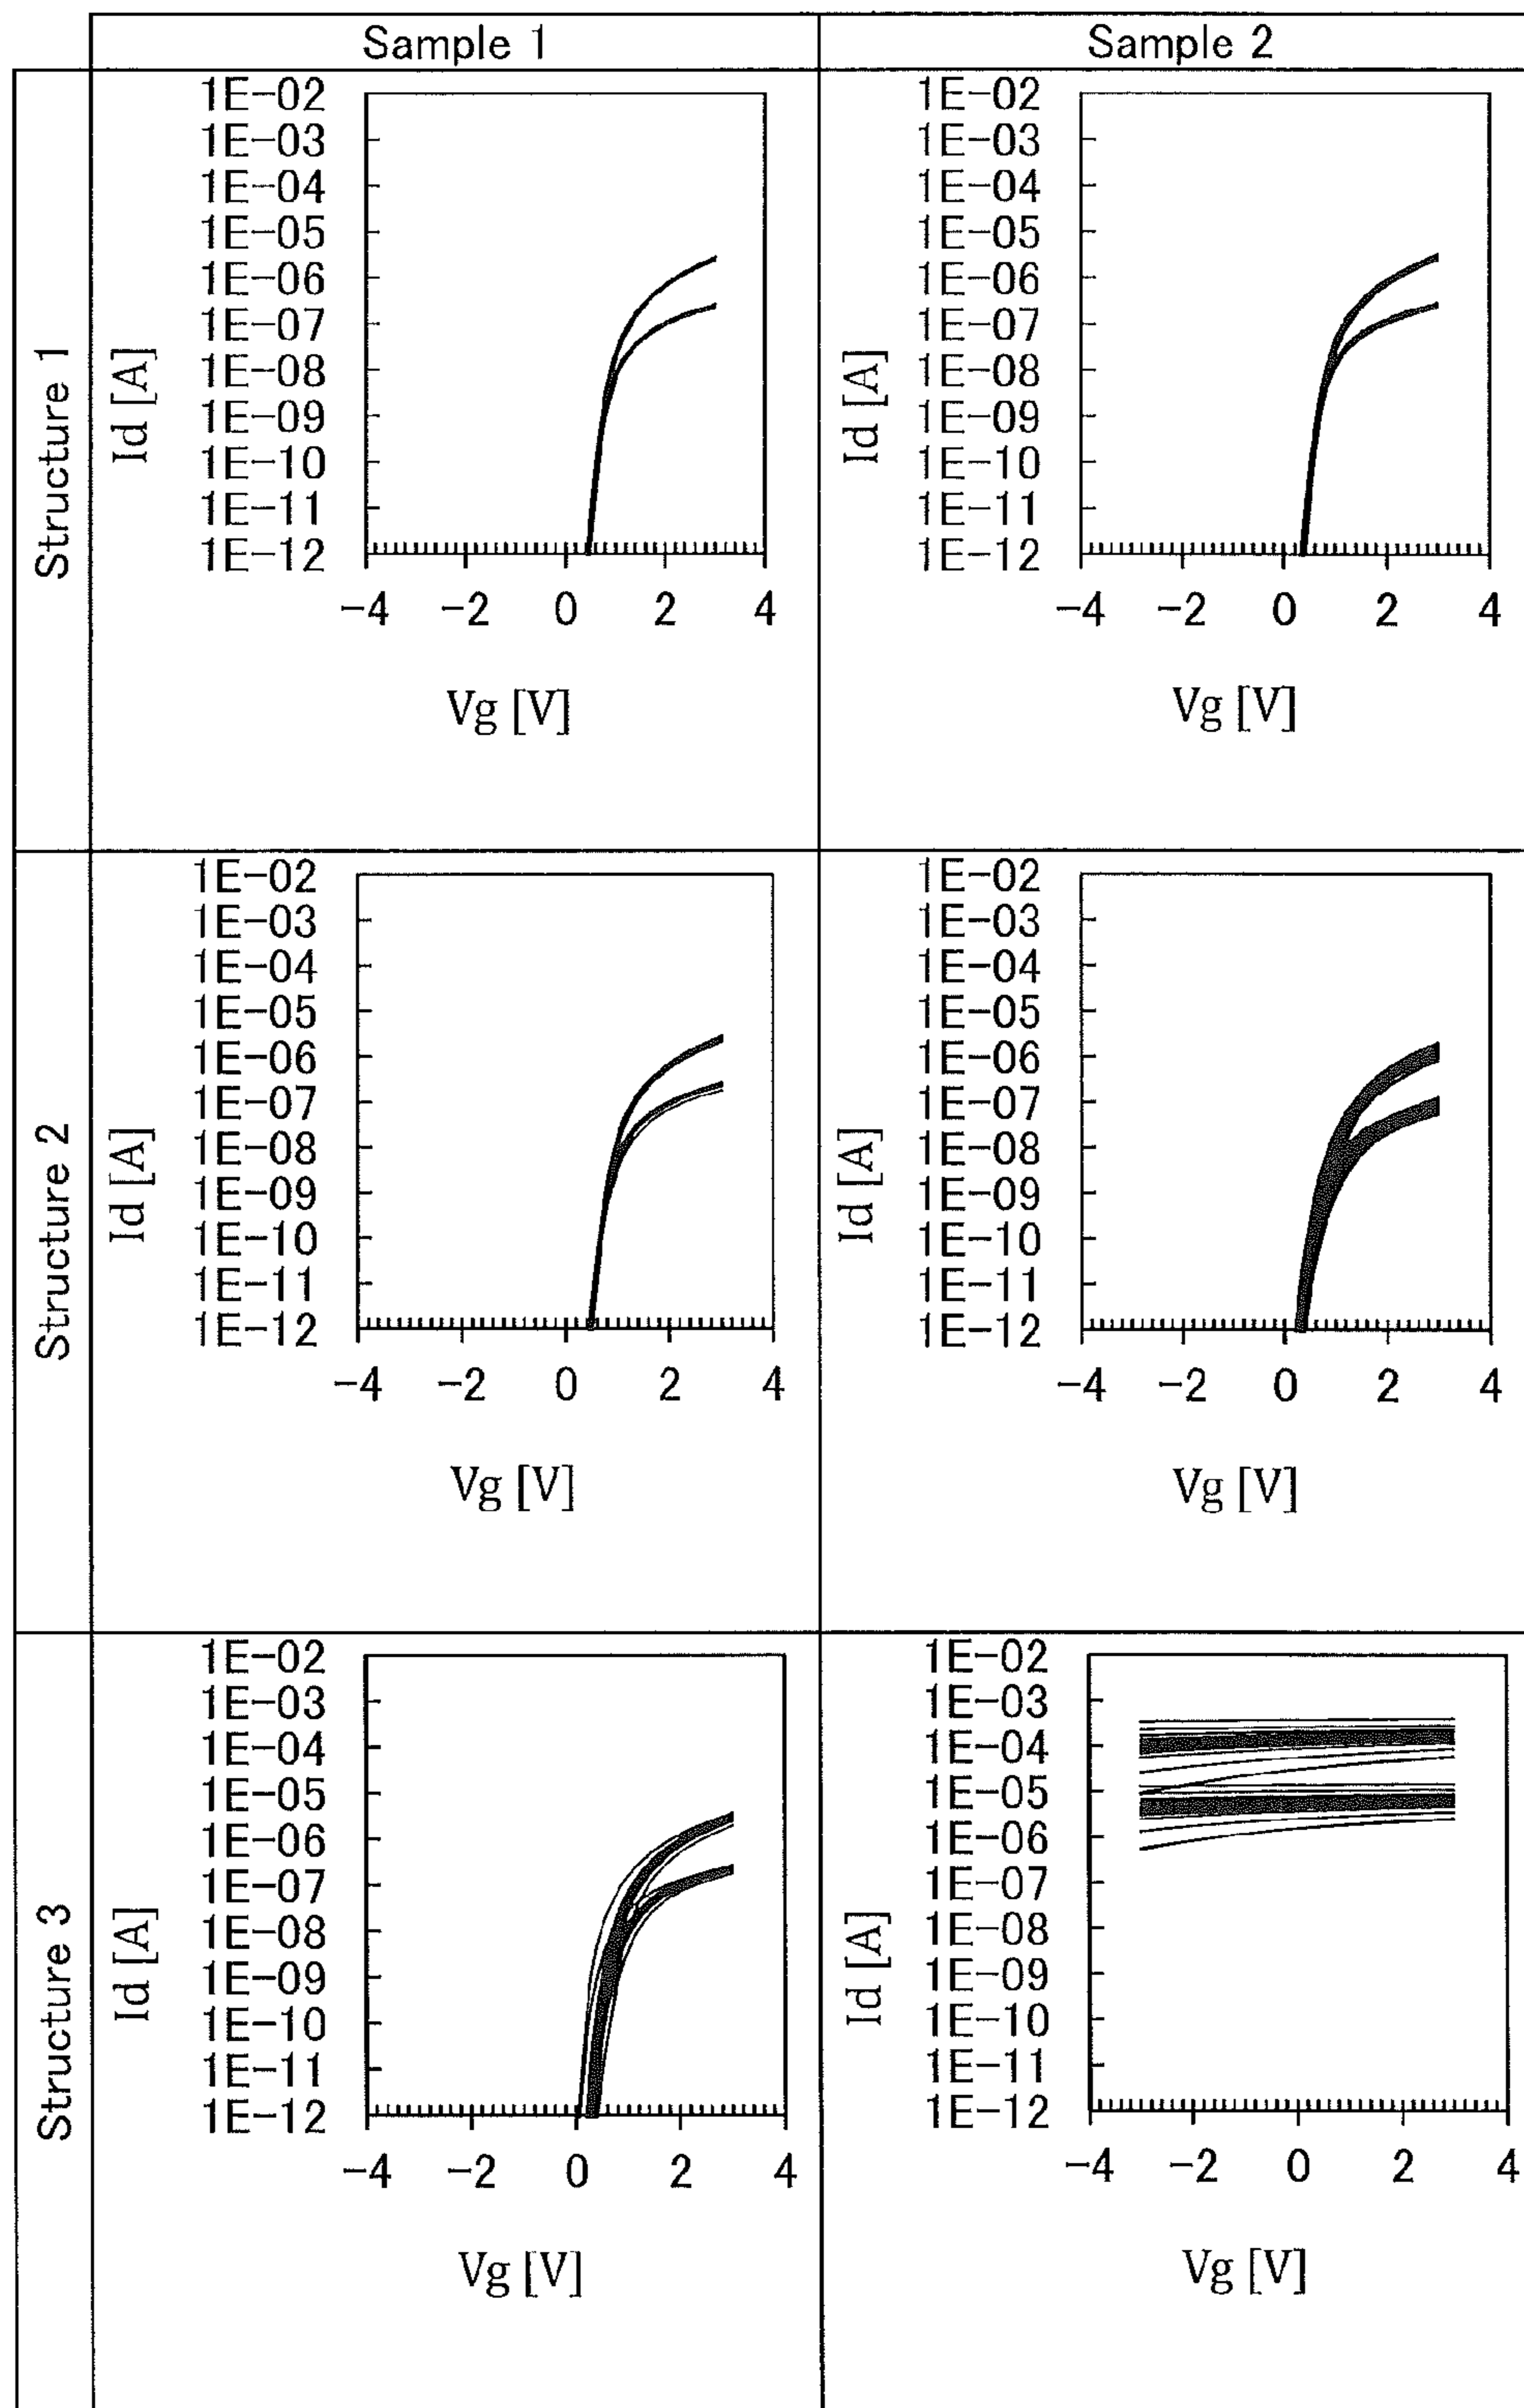 Sample 1
Sample 2
Structure 1
Id [A]
1E-02
1E-03
1E-04
1E-05
1E-06
1E-07
1E-08
1E-09
1E-10
1E-11
1E-12
-4 -2 0 2 4
Vg [V]
Id [A]
1E-02
1E-03
1E-04
1E-05
1E-06
1E-07
1E-08
1E-09
1E-10
1E-11
1E-12
-4 -2 0 2 4
Vg [V]
Structure 2
Id [A]
1E-02
1E-03
1E-04
1E-05
1E-06
1E-07
1E-08
1E-09
1E-10
1E-11
1E-12
-4 -2 0 2 4
Vg [V]
Id [A]
1E-02
1E-03
1E-04
1E-05
1E-06
1E-07
1E-08
1E-09
1E-10
1E-11
1E-12
-4 -2 0 2 4
Vg [V]
Structure 3
Id [A]
1E-02
1E-03
1E-04
1E-05
1E-06
1E-07
1E-08
1E-09
1E-10
1E-11
1E-12
-4 -2 0 2 4
Vg [V]
Id [A]
1E-02
1E-03
1E-04
1E-05
1E-06
1E-07
1E-08
1E-09
1E-10
1E-11
1E-12
-4 -2 0 2 4
Vg [V]